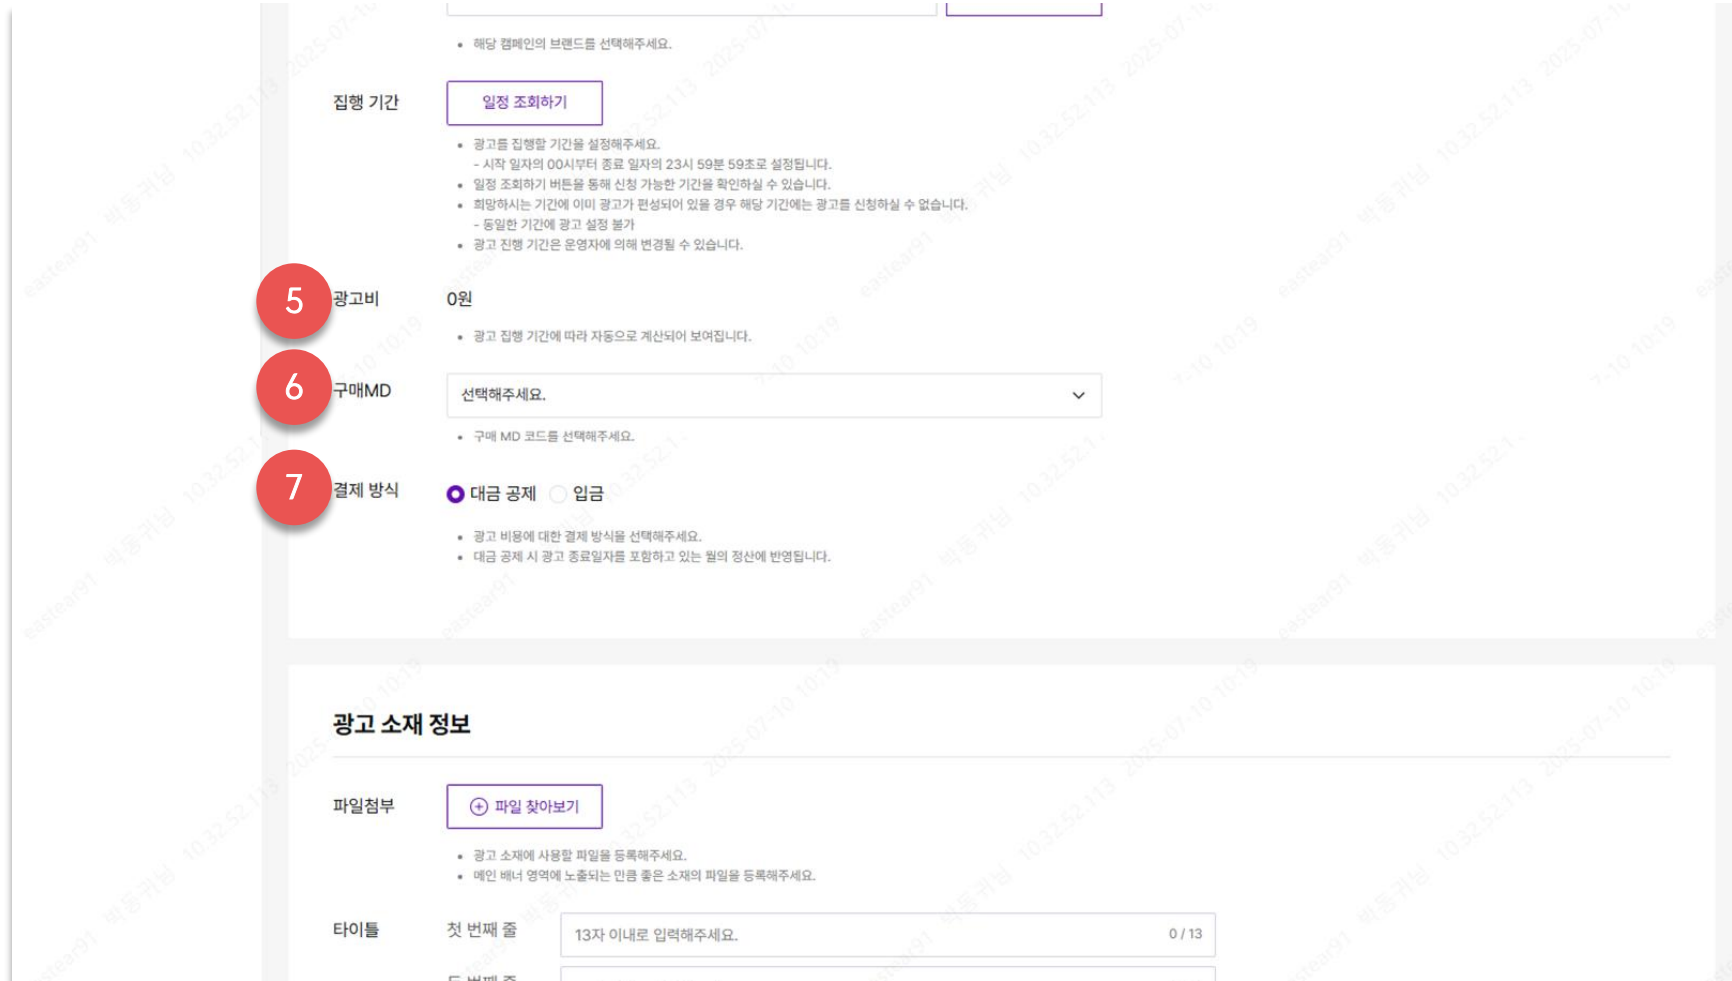 해당 캠페인의 브랜드를 선택해주세요.
집행 기간
일정 조회하기
광고를 집행할 기간을 설정해주세요.
- 시작 일자의 00시부터 종료 일자의 23시 59분 59초로 설정됩니다.
일정 조회하기 버튼을 통해 신청 가능한 기간을 확인하실 수 있습니다.
희망하시는 기간에 이미 광고가 편성되어 있을 경우 해당 기간에는 광고를 신청하실 수 없습니다.
- 동일한 기간에 광고 설정 불가
광고 진행 기간은 운영자에 의해 변경될 수 있습니다.
5 광고비 0원
광고 집행 기간에 따라 자동으로 계산되어 보여집니다.
6 구매MD 선택해주세요.
구매 MD 코드를 선택해주세요.
7 결제 방식 대금 공제 입금
광고 비용에 대한 결제 방식을 선택해주세요.
대금 공제 시 광고 종료일자를 포함하고 있는 월의 정산에 반영됩니다.
광고 소재 정보
파일첨부 파일 찾아보기
광고 소재에 사용할 파일을 등록해주세요.
메인 배너 영역에 노출되는 만큼 좋은 소재의 파일을 등록해주세요.
타이틀 첫 번째 줄 13자 이내로 입력해주세요. 0 / 13